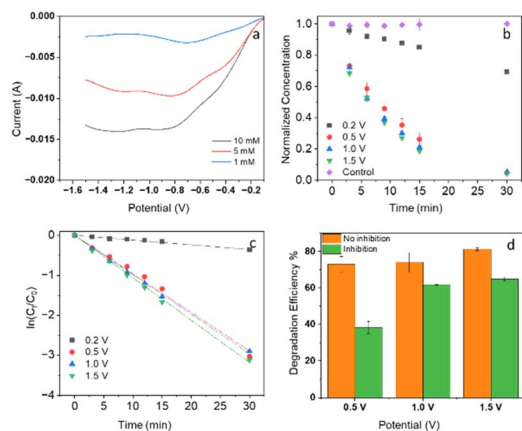 0.000
-0.005
-0.010
-0.015
-0.020
Current (A)
a
10 mM
5 mM
1 mM
-1.6 -1.4 -1.2 -1.0 -0.8 -0.6 -0.4 -0.2
Potential (V)
1.0
0.8
0.6
0.4
0.2
0.0
Normalized Concentration
b
0.2 V
0.5 V
1.0 V
1.5 V
Control
0 5 10 15 20 25 30
Time (min)
0
-1
-2
-3
-4
ln(Cₜ/C₀)
c
0.2 V
0.5 V
1.0 V
1.5 V
0 5 10 15 20 25 30
Time (min)
80
60
40
20
0
Degradation Efficiency %
No inhibition
Inhibition
d
0.5 V 1.0 V 1.5 V
Potential (V)